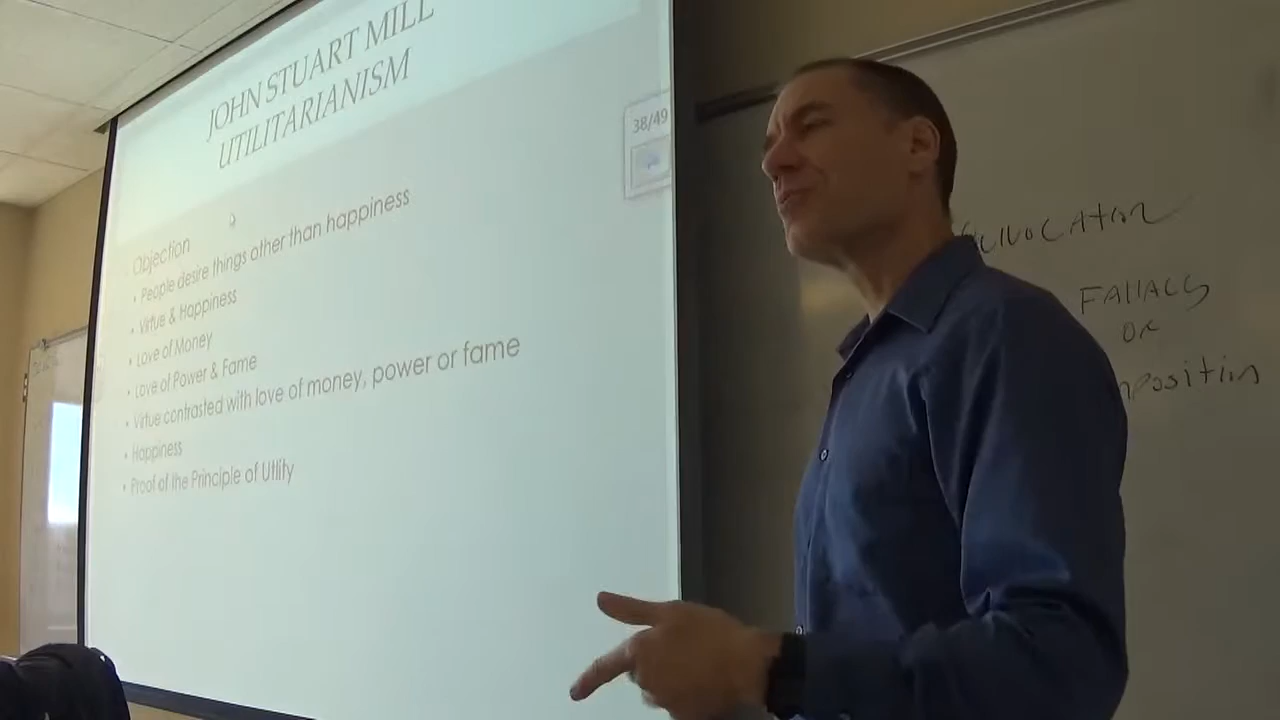 JOHN STUART MILL
UTILITARIANISM
38/49
Objection
• People desire things other than happiness
• Virtue & Happiness
• Love of Money
• Love of Power & Fame
• Virtue contrasted with love of money, power or fame
• Happiness
• Proof of the Principle of Utlity
FALLACY
OF